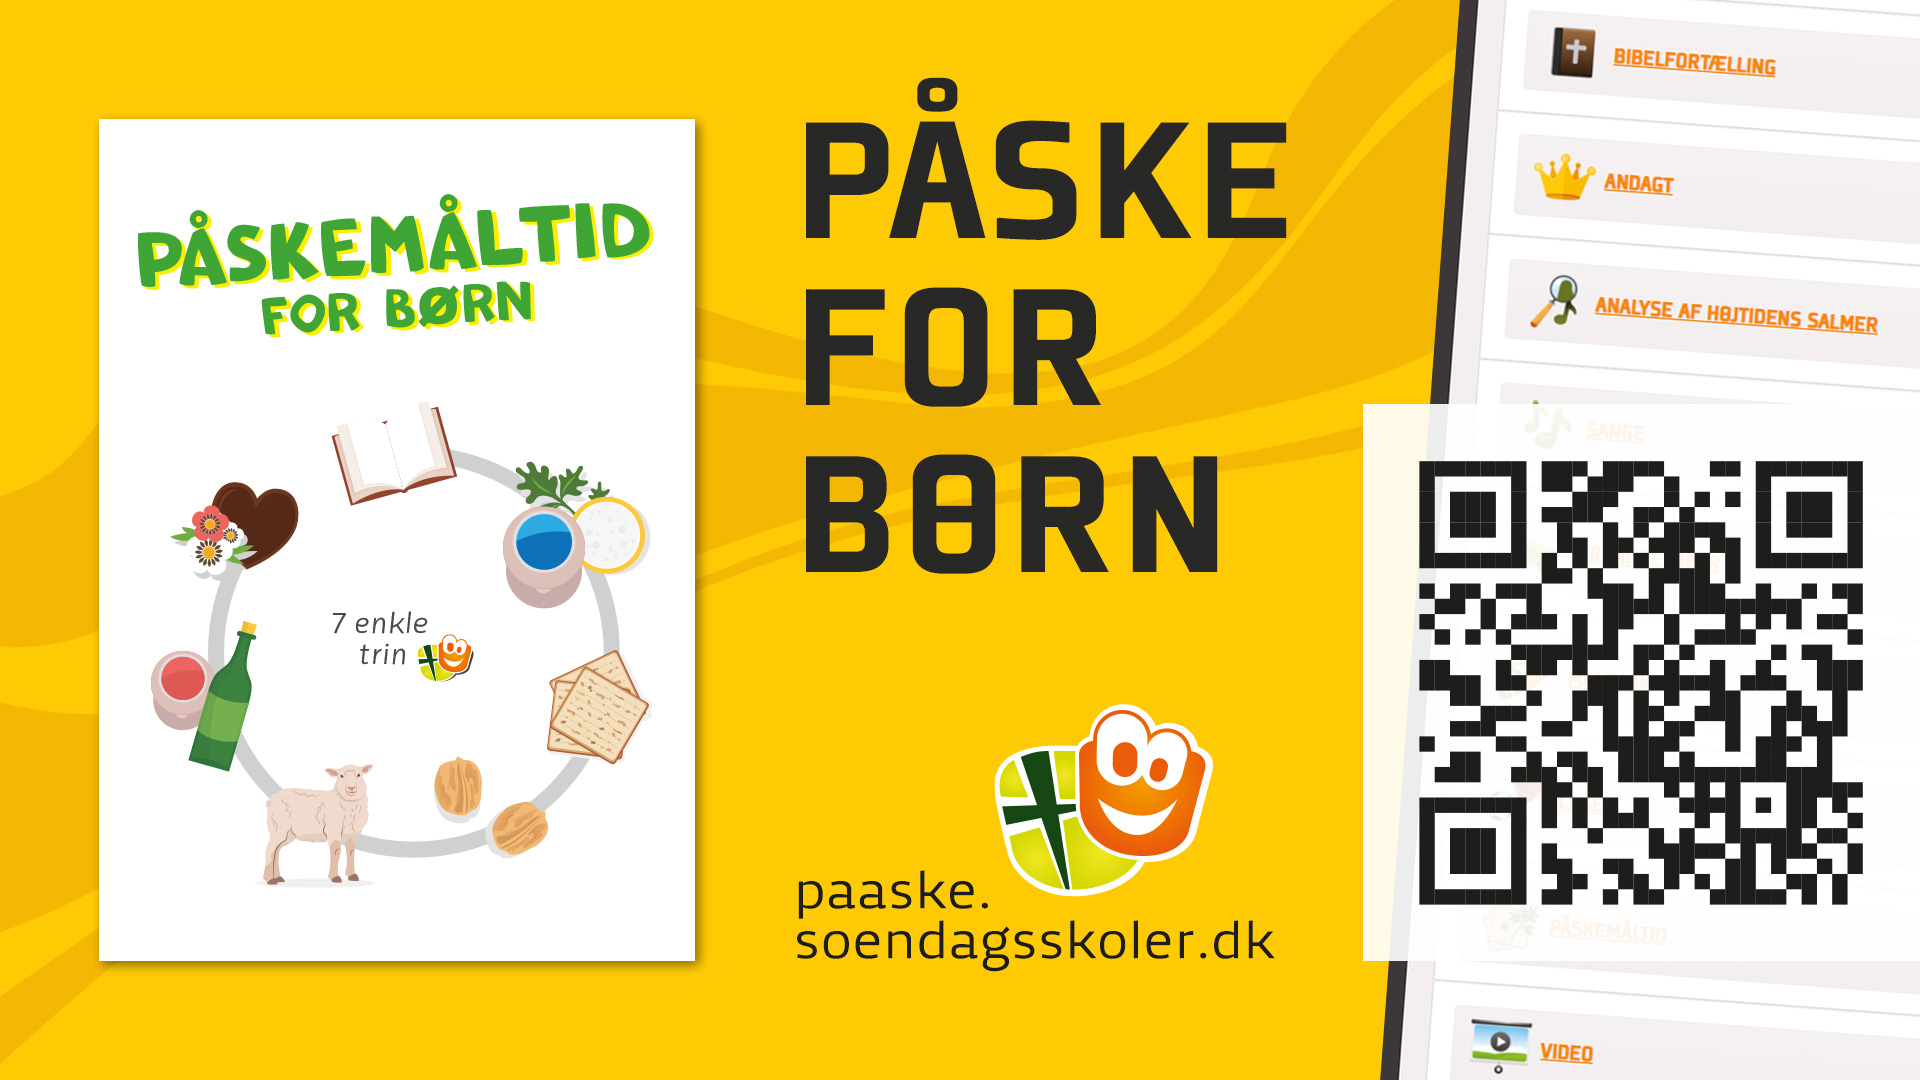 PÅSKEMÅLTID
FOR BØRN
7 enkle
trin
PÅSKE
FOR
BØRN
paaske.
soendagsskoler.dk
BIBELFORTÆLLING
ANDAGT
ANALYSE AF HØJTIDENS SALMER
SANGE
PÅSKEMÅLTID
VIDEO